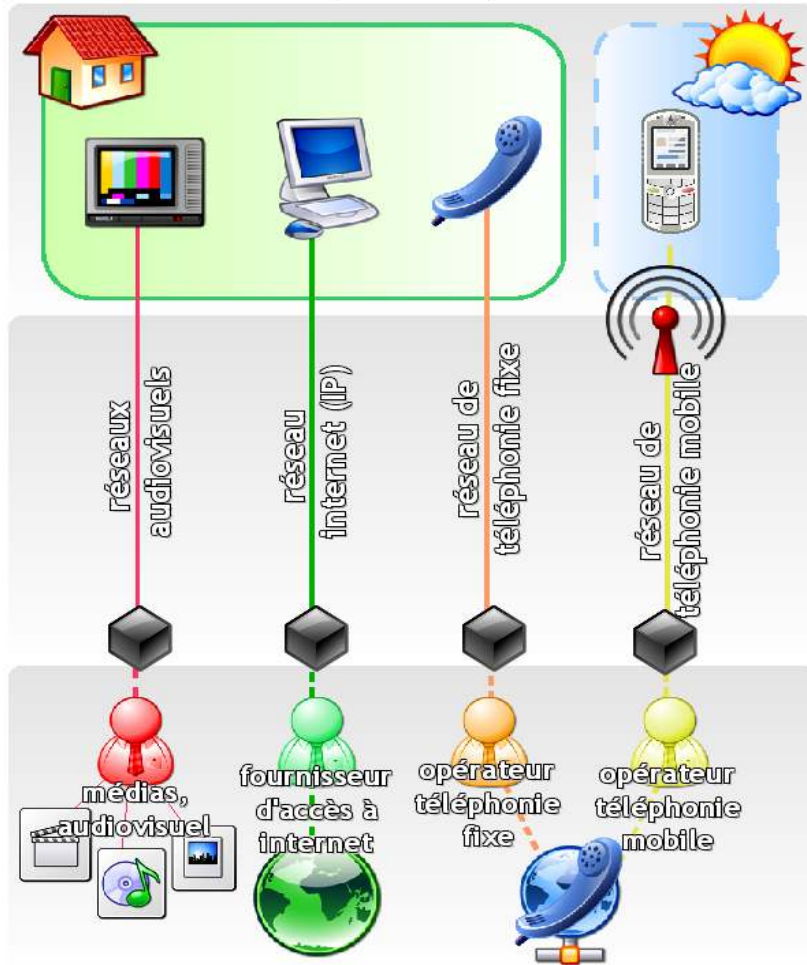 réseaux
audiovisuels
réseau
internet (IP)
réseau de
téléphonie fixe
réseau de
téléphonie mobile
médias,
audiovisuel
fournisseur
d'accès à
internet
opérateur
téléphonie
fixe
opérateur
téléphonie
mobile